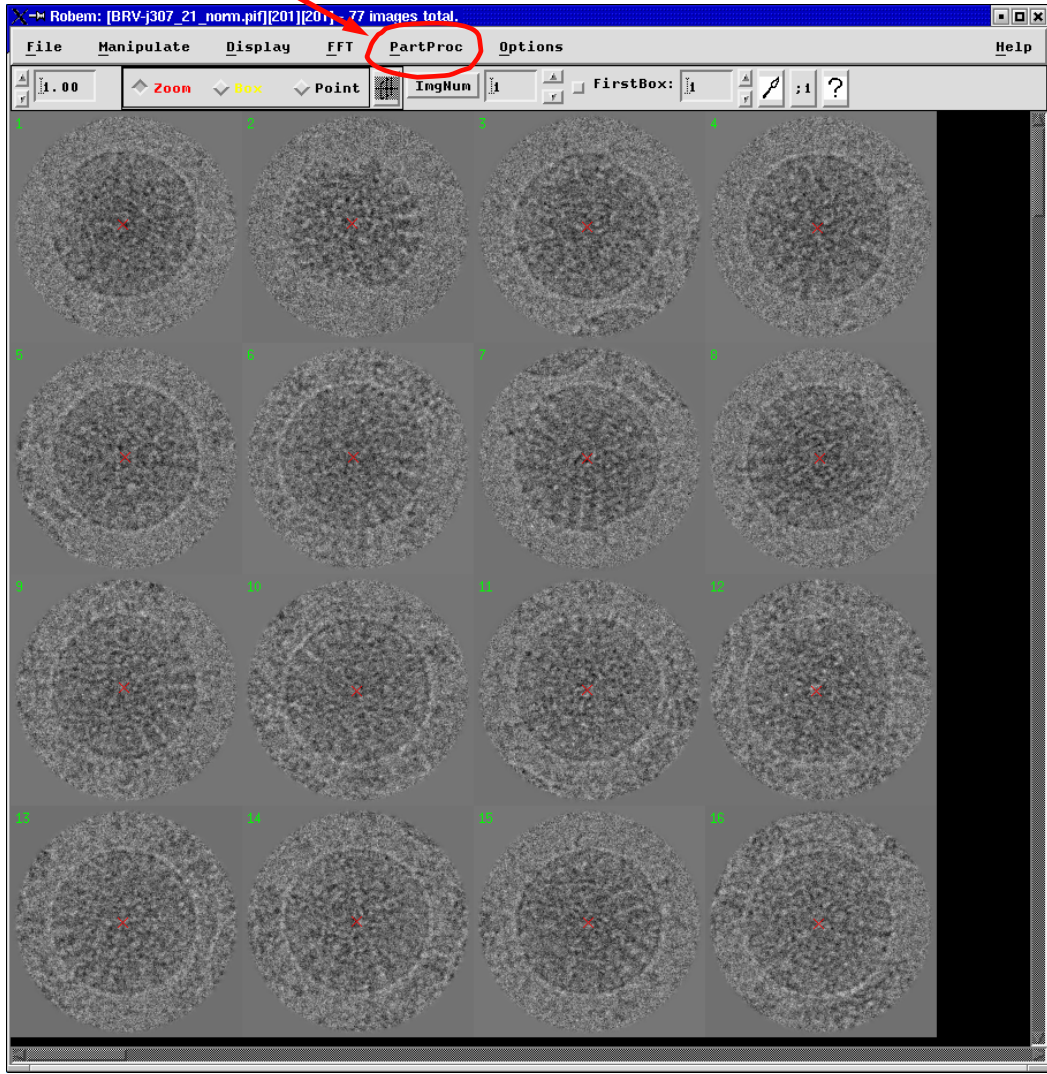 Robem: [BRV-j307_21_norm.pif][201][201] - 77 images total.
File Manipulate Display FFT PartProc Options Help
1.00 Zoom Box Point ImgNum 1 FirstBox: 1 ;1 ?
1 2 3 4
5 6 7 8
9 10 11 12
13 14 15 16